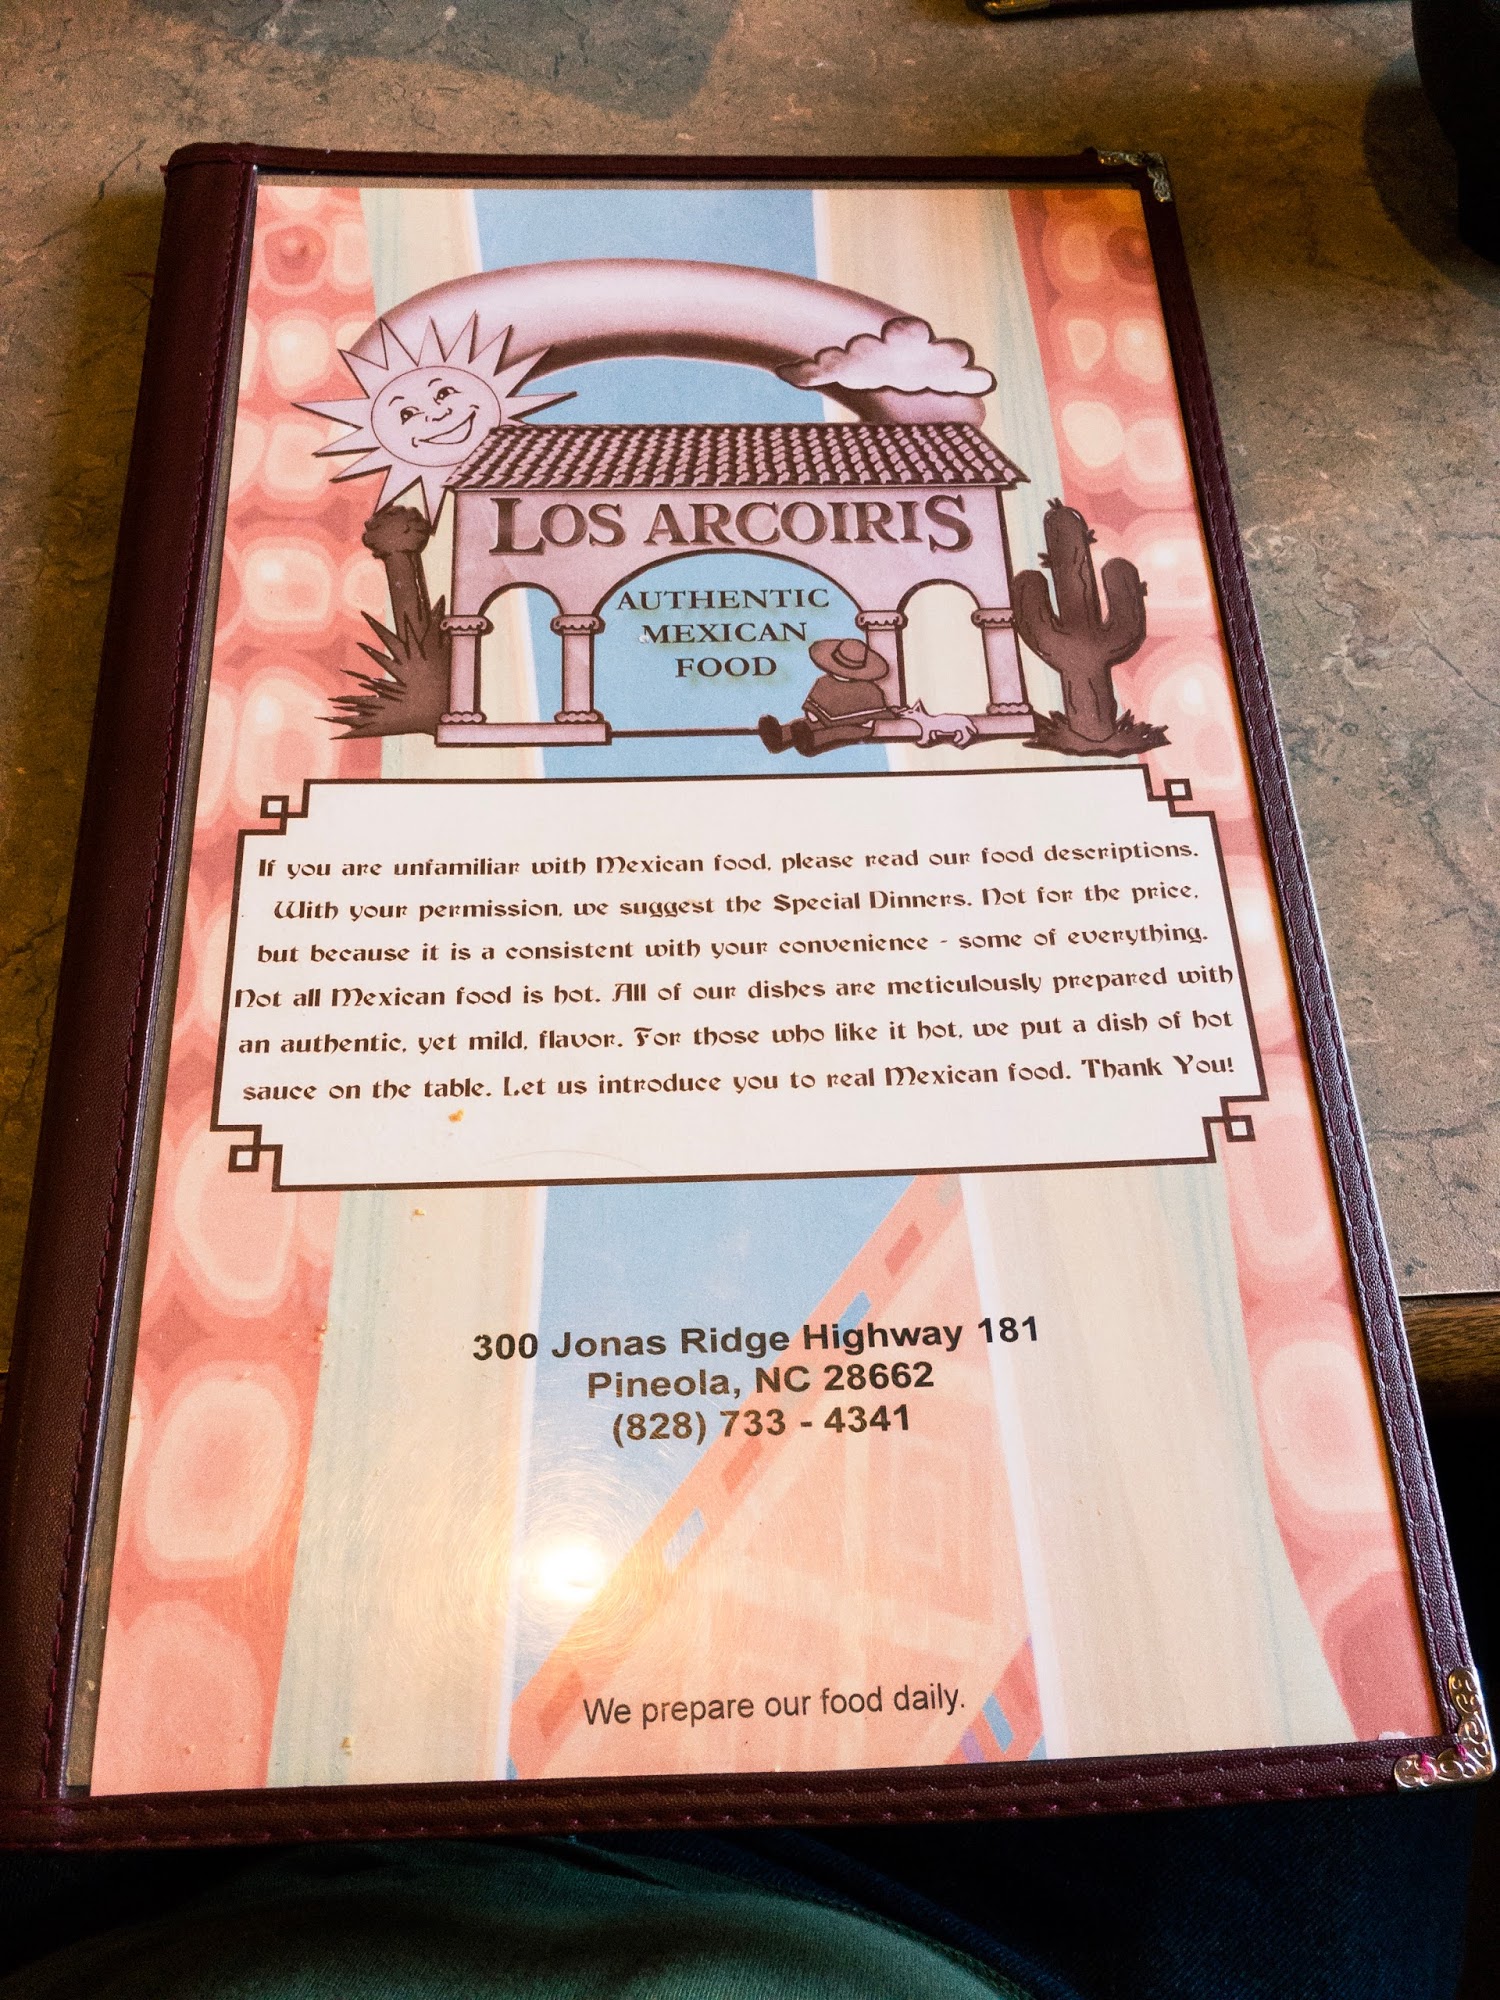 LOS ARCOIRIS
AUTHENTIC
MEXICAN
FOOD
If you are unfamiliar with Mexican food, please read our food descriptions.
With your permission, we suggest the Special Dinners. Not for the price,
but because it is a consistent with your convenience - some of everything.
Not all Mexican food is hot. All of our dishes are meticulously prepared with
an authentic, yet mild, flavor. For those who like it hot, we put a dish of hot
sauce on the table. Let us introduce you to real Mexican food. Thank You!
300 Jonas Ridge Highway 181
Pineola, NC 28662
(828) 733 - 4341
We prepare our food daily.